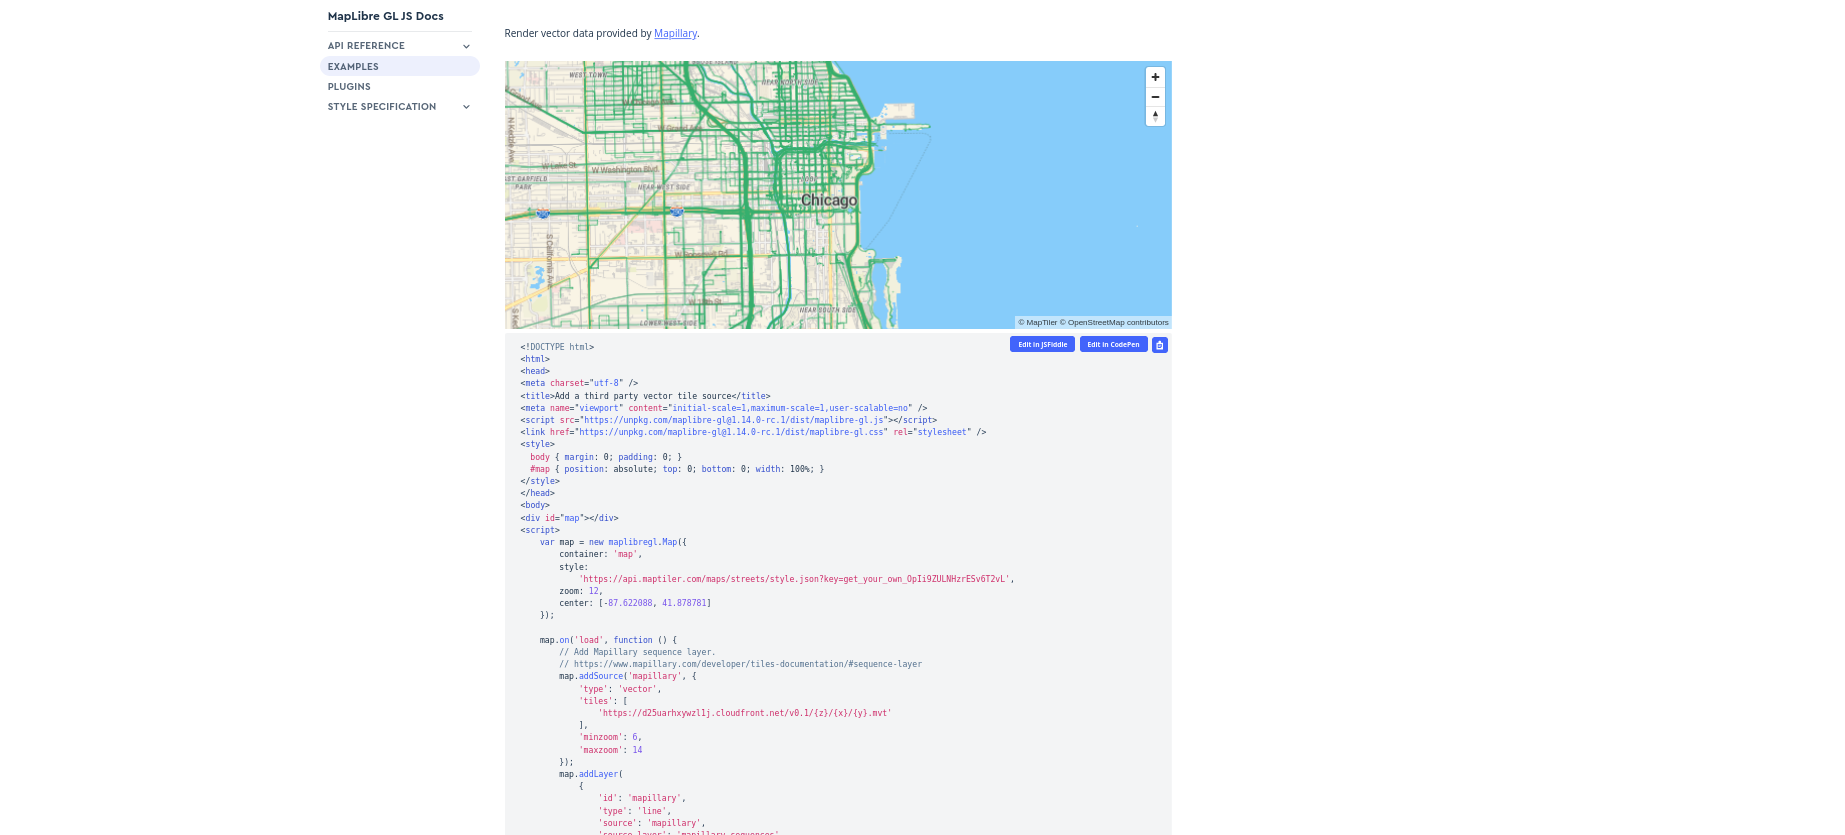 MapLibre GL JS Docs
API REFERENCE
EXAMPLES
PLUGINS
STYLE SPECIFICATION
Render vector data provided by Mapillary.
WEST TOWN
NEAR NORTH SIDE
W Grand Ave
N Kedzie Ave
W Lake St
W Washington Blvd
AST GARFIELD
PARK
NEAR WEST SIDE
LOOP
Chicago
S California Ave
W Roosevelt Rd
NEAR SOUTH SIDE
LOWER WEST SIDE
© MapTiler © OpenStreetMap contributors
Edit in JSFiddle
Edit in CodePen
<!DOCTYPE html>
<html>
<head>
<meta charset="utf-8" />
<title>Add a third party vector tile source</title>
<meta name="viewport" content="initial-scale=1,maximum-scale=1,user-scalable=no" />
<script src="https://unpkg.com/maplibre-gl@1.14.0-rc.1/dist/maplibre-gl.js"></script>
<link href="https://unpkg.com/maplibre-gl@1.14.0-rc.1/dist/maplibre-gl.css" rel="stylesheet" />
<style>
body { margin: 0; padding: 0; }
#map { position: absolute; top: 0; bottom: 0; width: 100%; }
</style>
</head>
<body>
<div id="map"></div>
<script>
var map = new maplibregl.Map({
container: 'map',
style:
'https://api.maptiler.com/maps/streets/style.json?key=get_your_own_OpIi9ZULNHzrESv6T2vL',
zoom: 12,
center: [-87.622088, 41.878781]
});
map.on('load', function () {
// Add Mapillary sequence layer.
// https://www.mapillary.com/developer/tiles-documentation/#sequence-layer
map.addSource('mapillary', {
'type': 'vector',
'tiles': [
'https://d25uarhxywzl1j.cloudfront.net/v0.1/{z}/{x}/{y}.mvt'
],
'minzoom': 6,
'maxzoom': 14
});
map.addLayer(
{
'id': 'mapillary',
'type': 'line',
'source': 'mapillary',
'source-layer': 'mapillary-sequences',